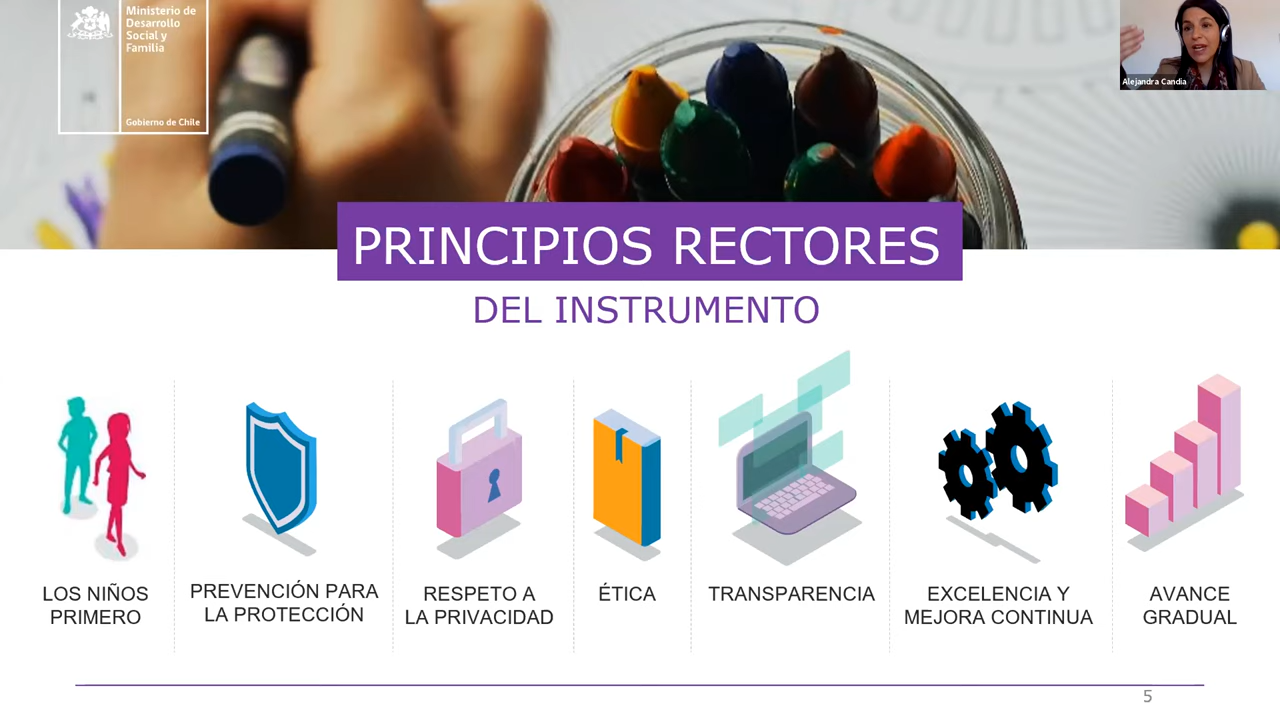 Ministerio de
Desarrollo
Social y
Familia
Gobierno de Chile
Alejandra Candia
PRINCIPIOS RECTORES
DEL INSTRUMENTO
LOS NIÑOS
PRIMERO
PREVENCIÓN PARA
LA PROTECCIÓN
RESPETO A
LA PRIVACIDAD
ÉTICA
TRANSPARENCIA
EXCELENCIA Y
MEJORA CONTINUA
AVANCE
GRADUAL
5